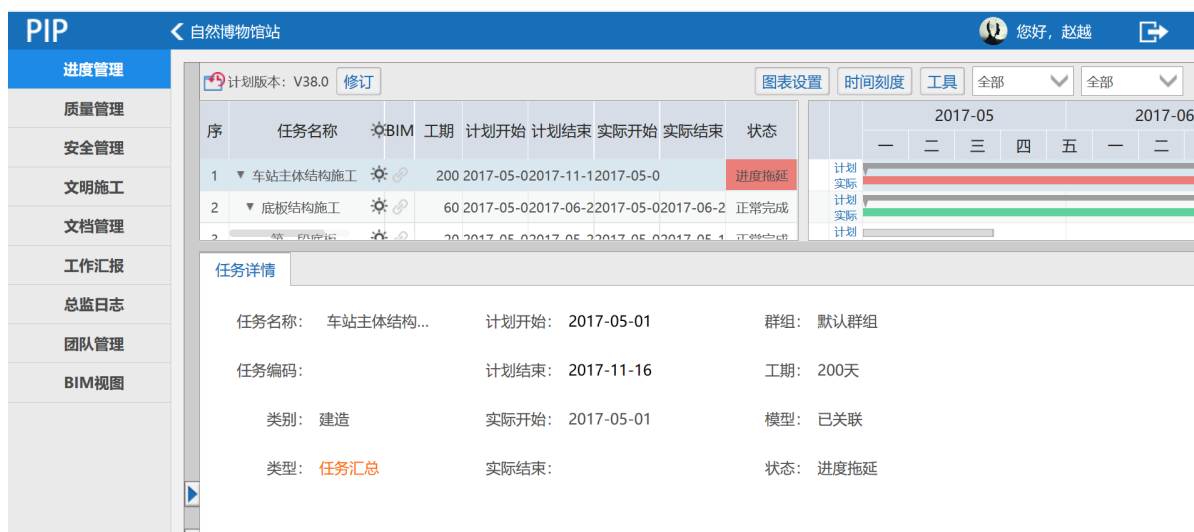 PIP
自然博物馆站
您好，赵越
进度管理
质量管理
安全管理
文明施工
文档管理
工作汇报
总监日志
团队管理
BIM视图
计划版本：V38.0 修订 图表设置 时间刻度 工具 全部 全部
序 任务名称 BIM 工期 计划开始 计划结束 实际开始 实际结束 状态 2017-05 2017-06
一 二 三 四 五 一 二
1 车站主体结构施工 200 2017-05-0 2017-11-1 2017-05-0 进度拖延 计划
实际
2 底板结构施工 60 2017-05-0 2017-06-2 2017-05-0 2017-06-2 正常完成 计划
实际
计划
任务详情
任务名称： 车站主体结构... 计划开始： 2017-05-01 群组： 默认群组
任务编码： 计划结束： 2017-11-16 工期： 200天
类别： 建造 实际开始： 2017-05-01 模型： 已关联
类型： 任务汇总 实际结束： 状态： 进度拖延